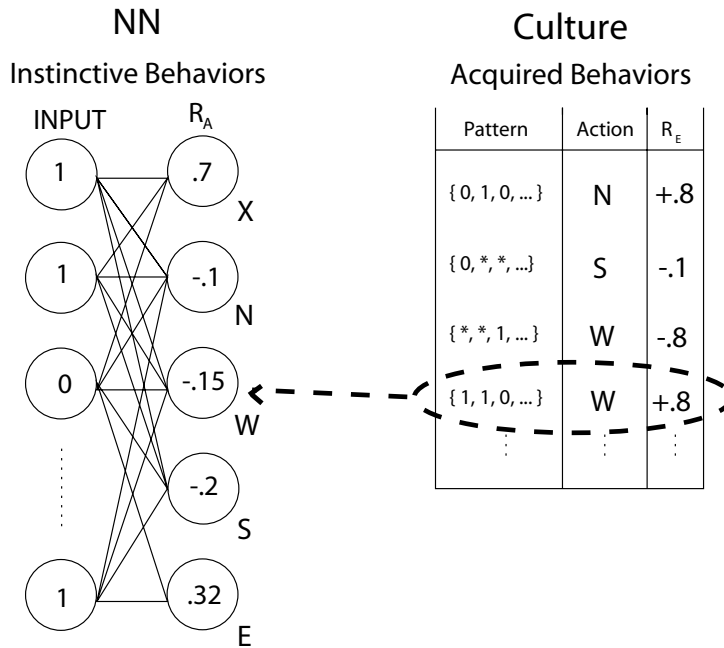 NN
Instinctive Behaviors
INPUT R_A
1 .7 X
1 -.1 N
0 -.15 W
-.2 S
1 .32 E
Culture
Acquired Behaviors
Pattern Action R_E
{ 0, 1, 0, ... } N +.8
{ 0, *, *, ...} S -.1
{ *, *, 1, ... } W -.8
{ 1, 1, 0, ... } W +.8